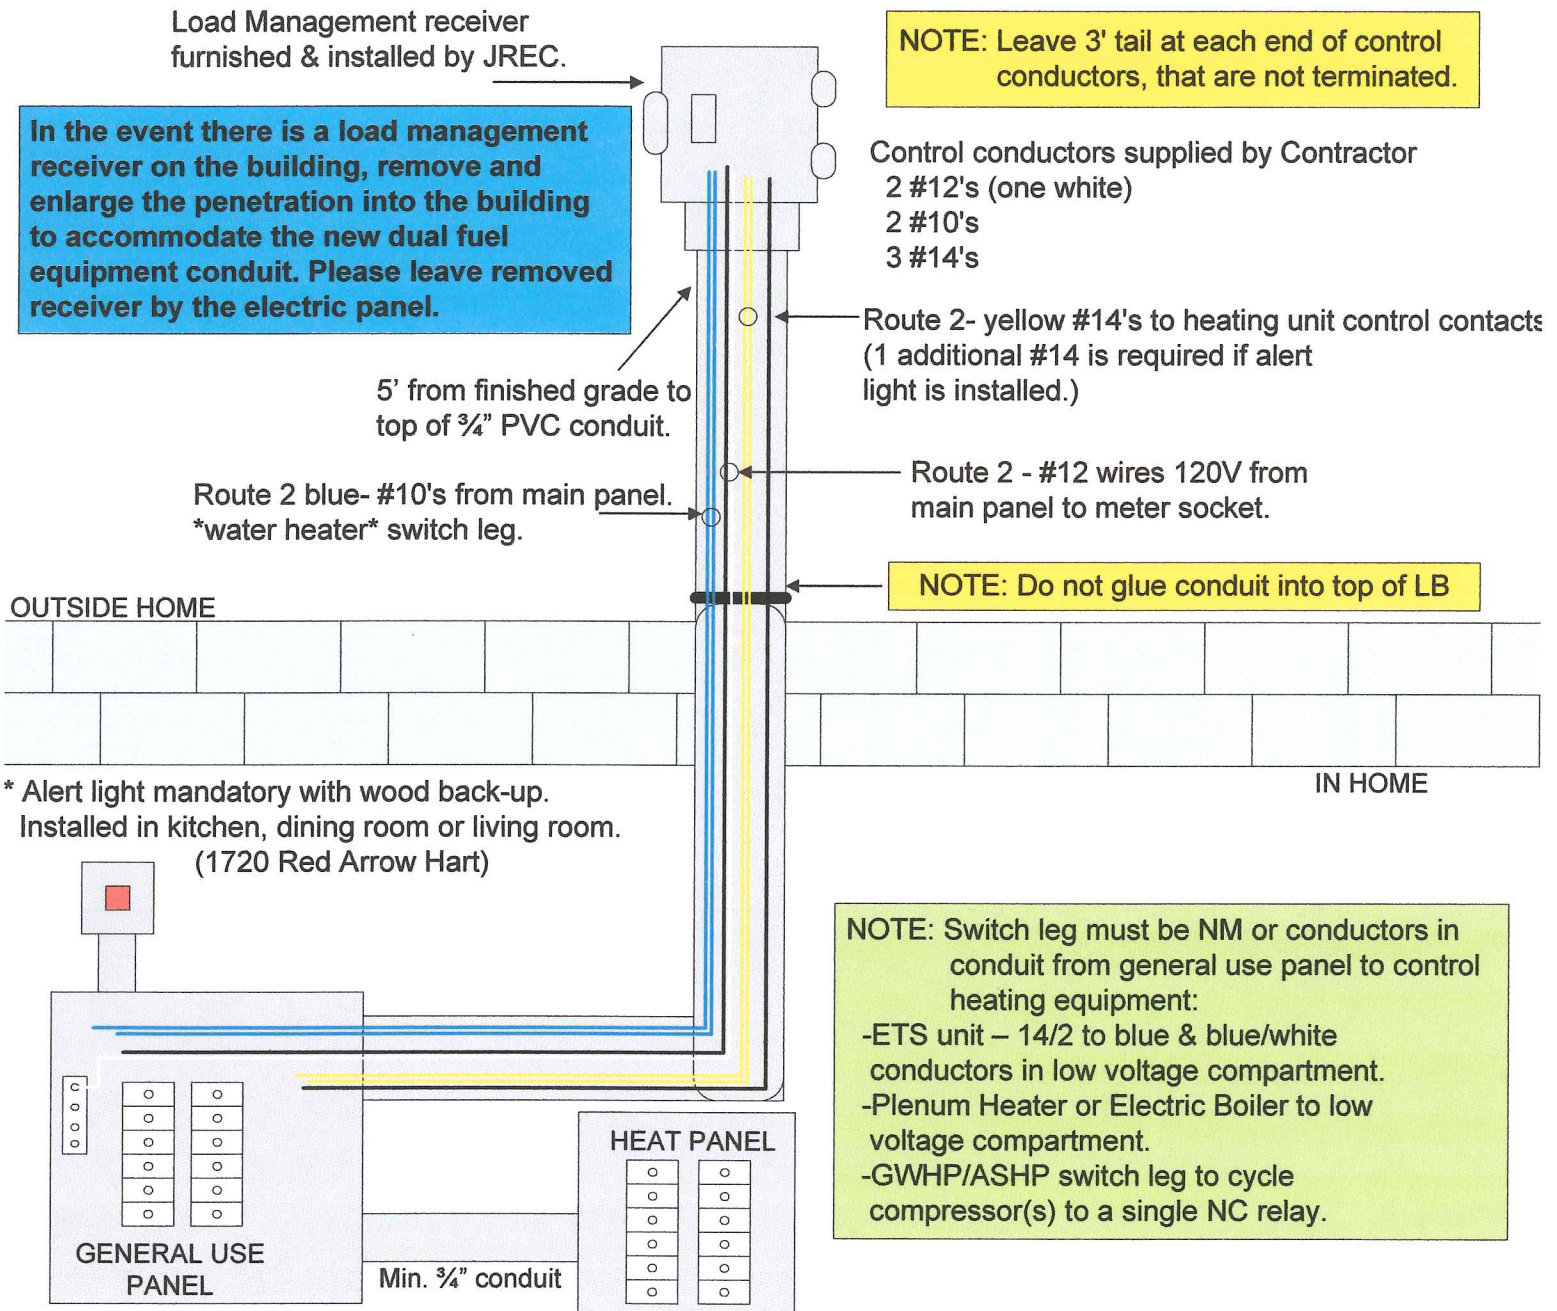 Load Management receiver
furnished & installed by JREC.
NOTE: Leave 3' tail at each end of control
conductors, that are not terminated.
In the event there is a load management
receiver on the building, remove and
enlarge the penetration into the building
to accommodate the new dual fuel
equipment conduit. Please leave removed
receiver by the electric panel.
Control conductors supplied by Contractor
2 #12's (one white)
2 #10's
3 #14's
Route 2- yellow #14's to heating unit control contacts
(1 additional #14 is required if alert
light is installed.)
5’ from finished grade to
top of ¾” PVC conduit.
Route 2 - #12 wires 120V from
main panel to meter socket.
Route 2 blue- #10's from main panel.
*water heater* switch leg.
NOTE: Do not glue conduit into top of LB
OUTSIDE HOME
IN HOME
* Alert light mandatory with wood back-up.
Installed in kitchen, dining room or living room.
(1720 Red Arrow Hart)
NOTE: Switch leg must be NM or conductors in
conduit from general use panel to control
heating equipment:
-ETS unit – 14/2 to blue & blue/white
conductors in low voltage compartment.
-Plenum Heater or Electric Boiler to low
voltage compartment.
-GWHP/ASHP switch leg to cycle
compressor(s) to a single NC relay.
HEAT PANEL
GENERAL USE
PANEL
Min. ¾” conduit